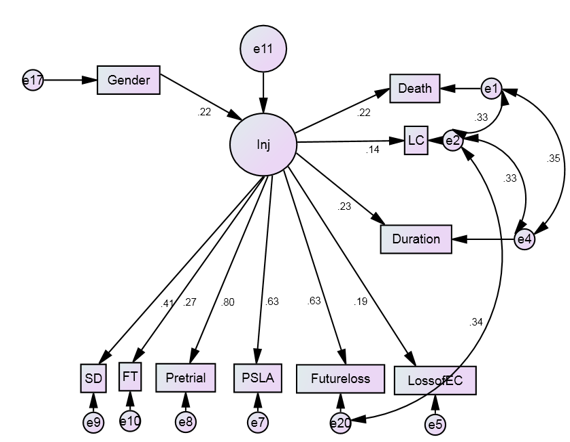 e11
e17
Gender
Death
e1
.22
.22
.33
Inj
LC
e2
.14
.35
.33
.23
Duration
e4
.41
.27
.80
.63
.63
.19
.34
SD
FT
Pretrial
PSLA
Futureloss
LossofEC
e9
e10
e8
e7
e20
e5